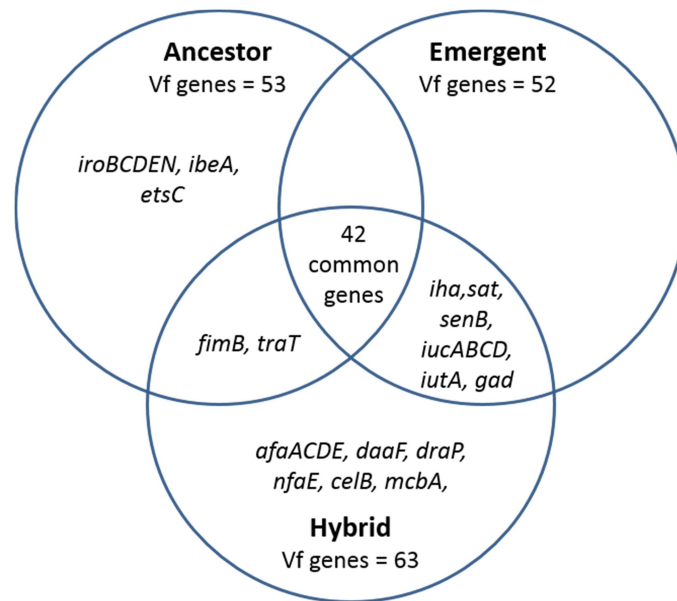 Ancestor
Vf genes = 53
Emergent
Vf genes = 52
iroBCDEN, ibeA,
etsC
42
common
genes
iha,sat,
senB,
iucABCD,
iutA, gad
fimB, traT
afaACDE, daaF, draP,
nfaE, celB, mcbA,
Hybrid
Vf genes = 63